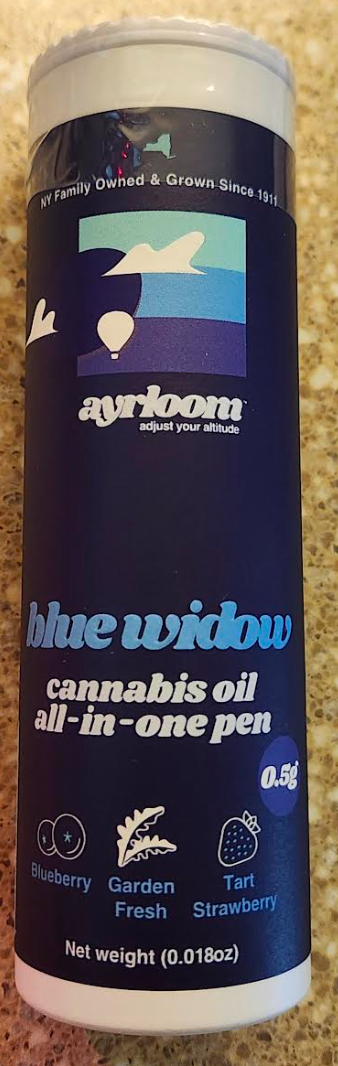 NY Family Owned & Grown Since 1911
ayrloom
adjust your altitude
blue widow
cannabis oil
all-in-one pen
0.5g
Blueberry
Garden
Fresh
Tart
Strawberry
Net weight (0.018oz)